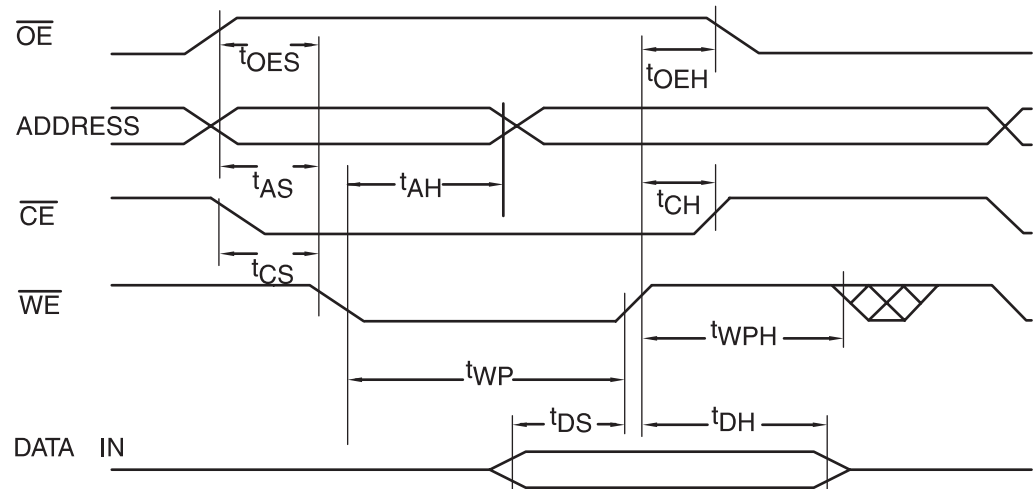 OE
tOES
tOEH
ADDRESS
tAS
tAH
tCH
CE
tCS
WE
tWPH
tWP
tDS
tDH
DATA IN